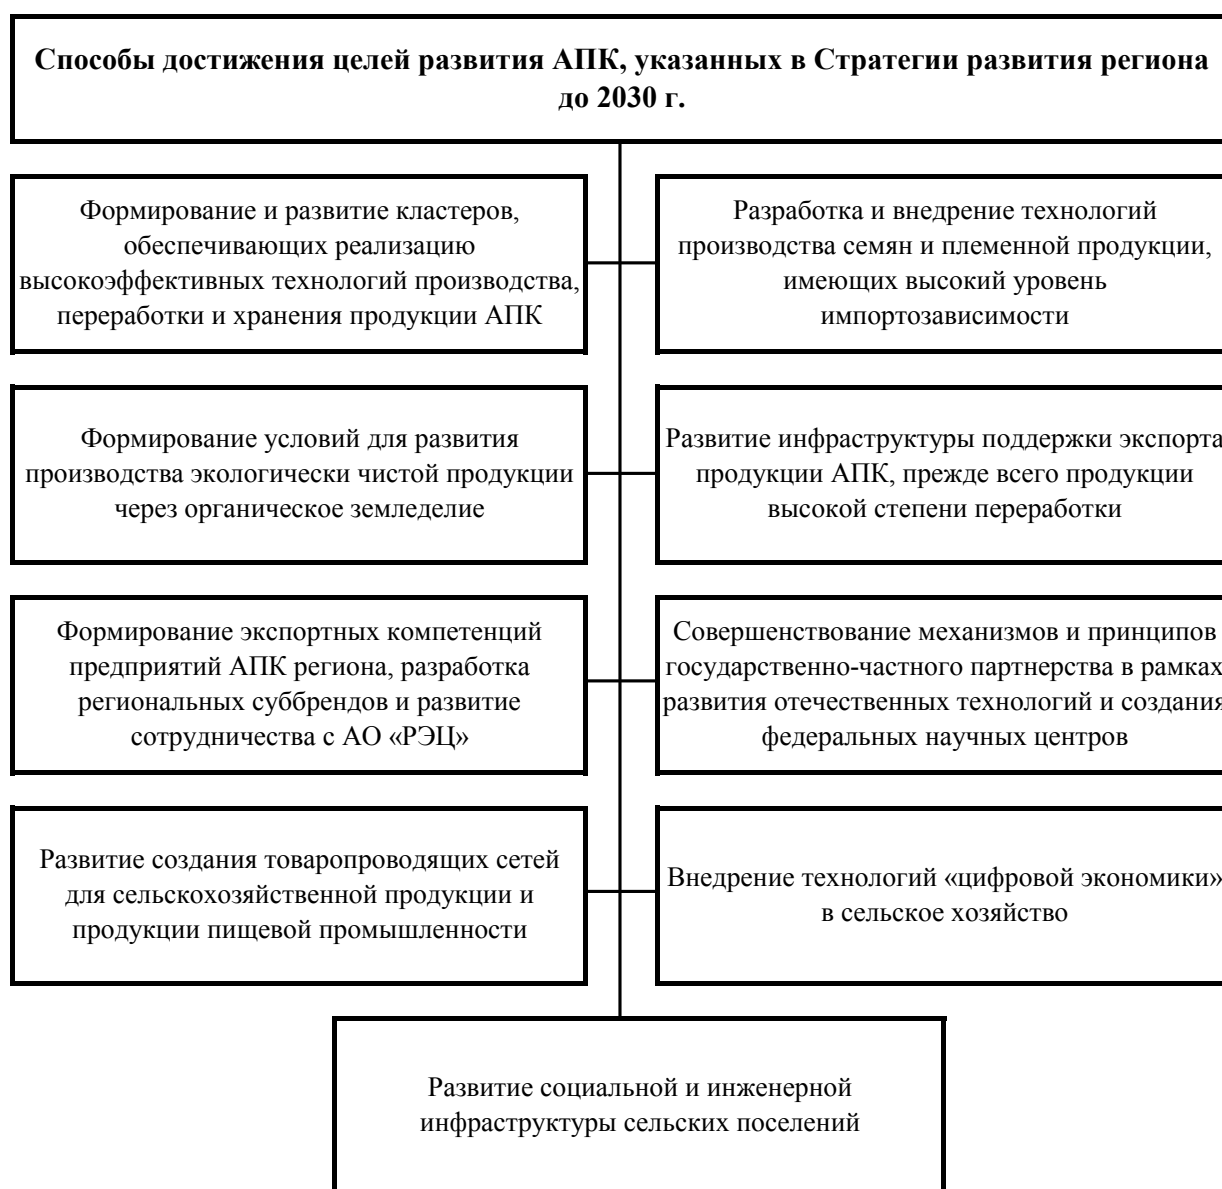 Способы достижения целей развития АПК, указанных в Стратегии развития региона
до 2030 г.
Формирование и развитие кластеров,
обеспечивающих реализацию
высокоэффективных технологий производства,
переработки и хранения продукции АПК
Разработка и внедрение технологий
производства семян и племенной продукции,
имеющих высокий уровень
импортозависимости
Формирование условий для развития
производства экологически чистой продукции
через органическое земледелие
Развитие инфраструктуры поддержки экспорта
продукции АПК, прежде всего продукции
высокой степени переработки
Формирование экспортных компетенций
предприятий АПК региона, разработка
региональных суббрендов и развитие
сотрудничества с АО «РЭЦ»
Совершенствование механизмов и принципов
государственно-частного партнерства в рамках
развития отечественных технологий и создания
федеральных научных центров
Развитие создания товаропроводящих сетей
для сельскохозяйственной продукции и
продукции пищевой промышленности
Внедрение технологий «цифровой экономики»
в сельское хозяйство
Развитие социальной и инженерной
инфраструктуры сельских поселений